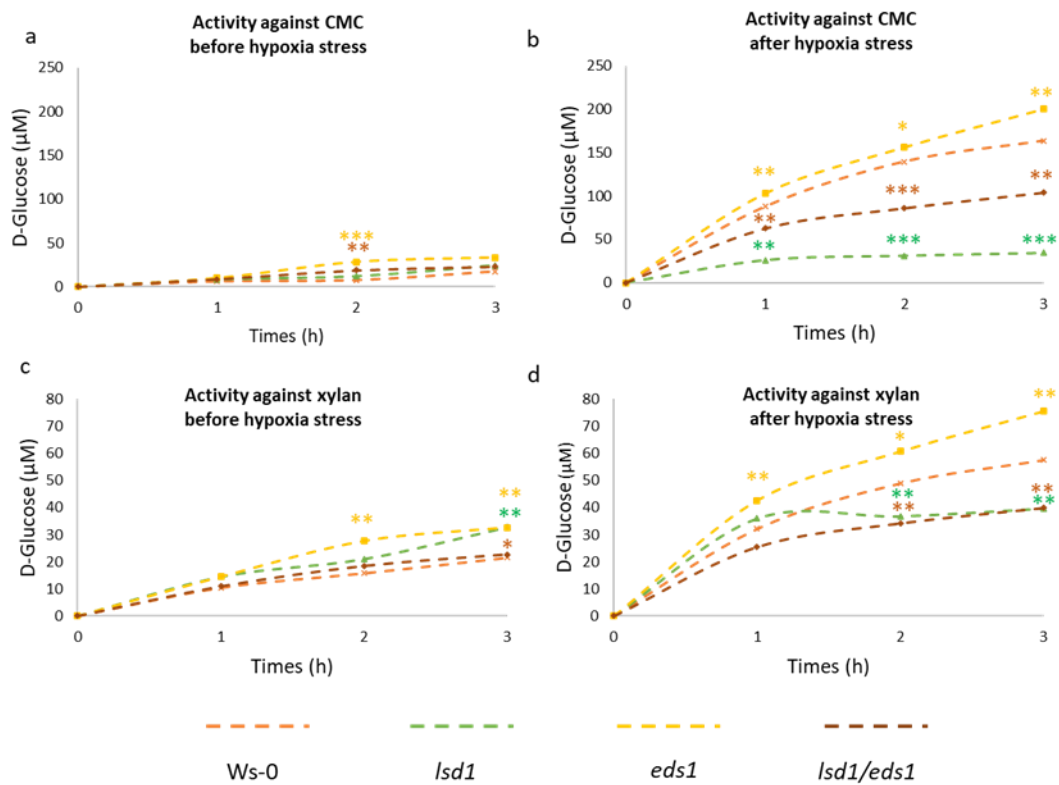 a
Activity against CMC
before hypoxia stress
250
200
150
100
50
0
D-Glucose (µM)
***
**
0 1 2 3
Times (h)
b
Activity against CMC
after hypoxia stress
250
200
150
100
50
0
D-Glucose (µM)
** * **
** *** **
** *** ***
0 1 2 3
Times (h)
c
Activity against xylan
before hypoxia stress
80
70
60
50
40
30
20
10
0
D-Glucose (µM)
** **
**
*
0 1 2 3
Times (h)
d
Activity against xylan
after hypoxia stress
80
70
60
50
40
30
20
10
0
D-Glucose (µM)
** * **
** **
** **
0 1 2 3
Times (h)
Ws-0 lsd1 eds1 lsd1/eds1